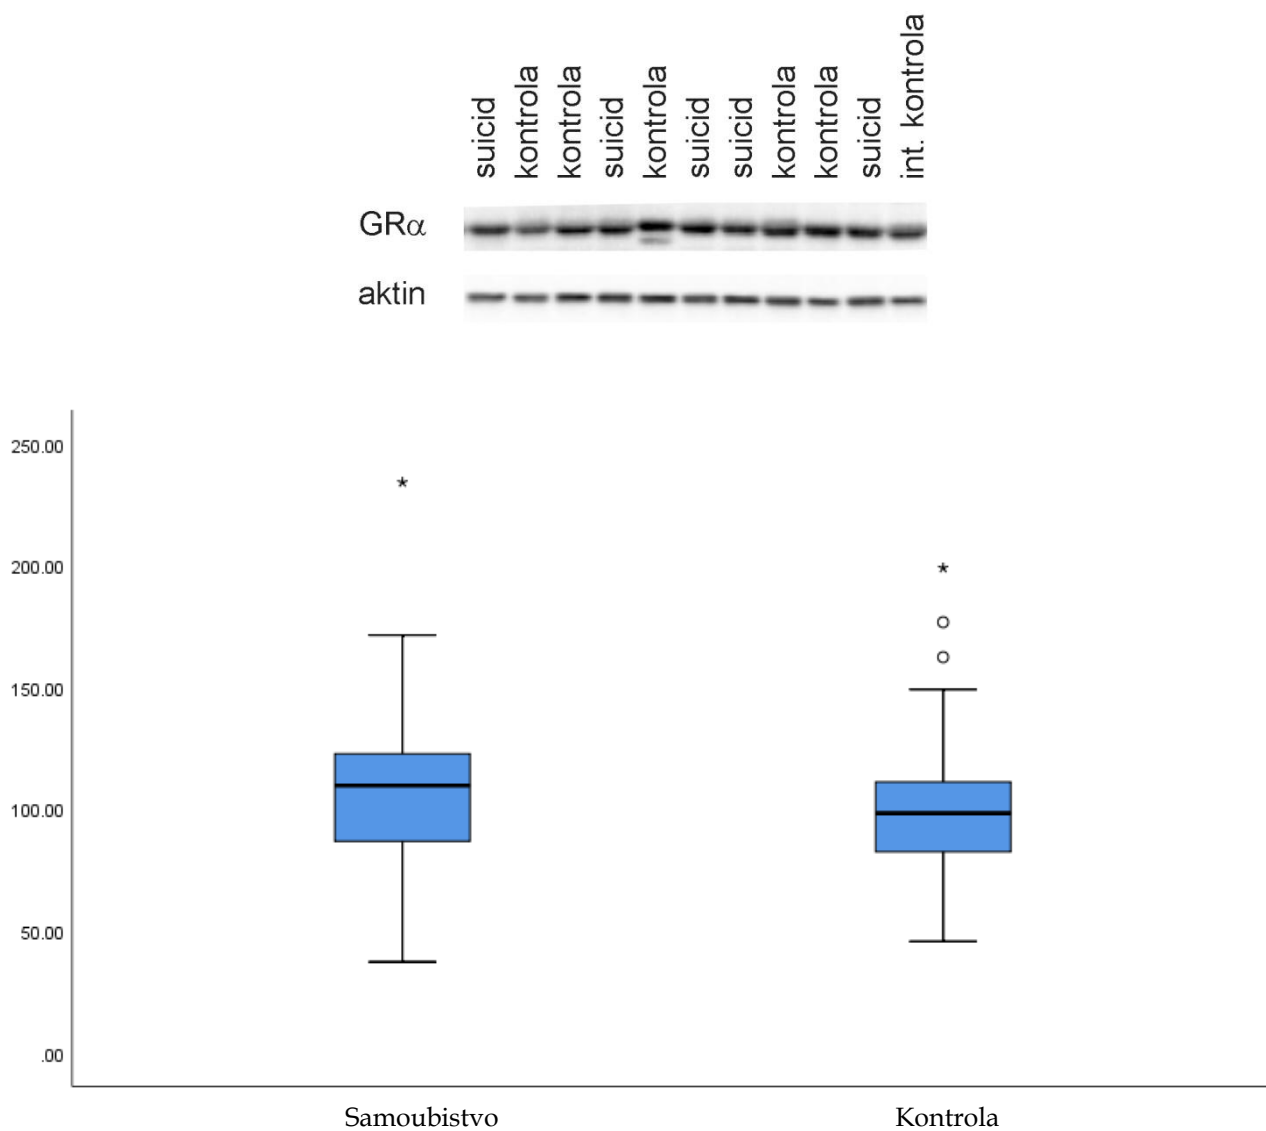 suicid
kontrola
kontrola
suicid
kontrola
suicid
suicid
kontrola
kontrola
suicid
int. kontrola
GRα
aktin
250.00
200.00
150.00
100.00
50.00
.00
Samoubistvo
Kontrola